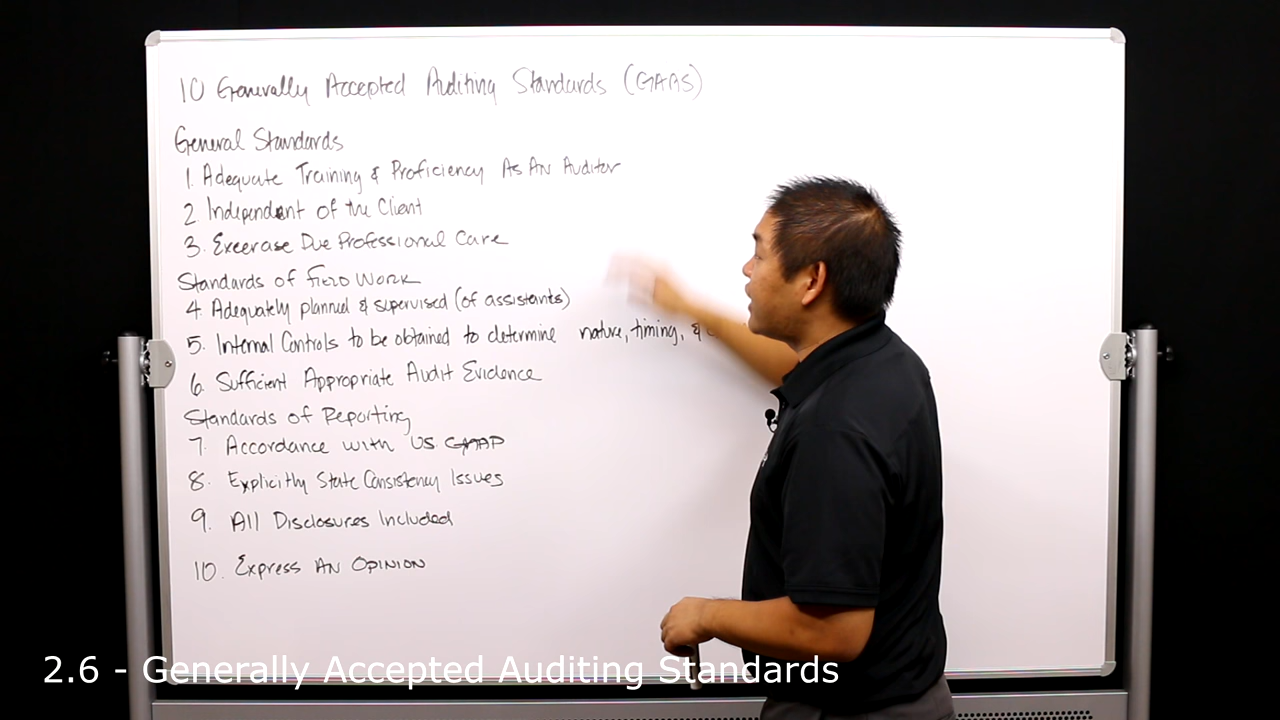 10 Generally Accepted Auditing Standards (GAAS)
General Standards
1. Adequate Training & Proficiency As An Auditor
2. Independent of the Client
3. Exeerase Due Professional Care
Standards of Field Work
4. Adequately planned & supervised (of assistants)
5. Internal Controls to be obtained to determine nature, timing, &
6. Sufficient Appropriate Audit Evidence
Standards of Reporting
7. Accordance with US GAAP
8. Explicitly State Consistency Issues
9. All Disclosures Included
10. Express An Opinion
2.6 - Generally Accepted Auditing Standards